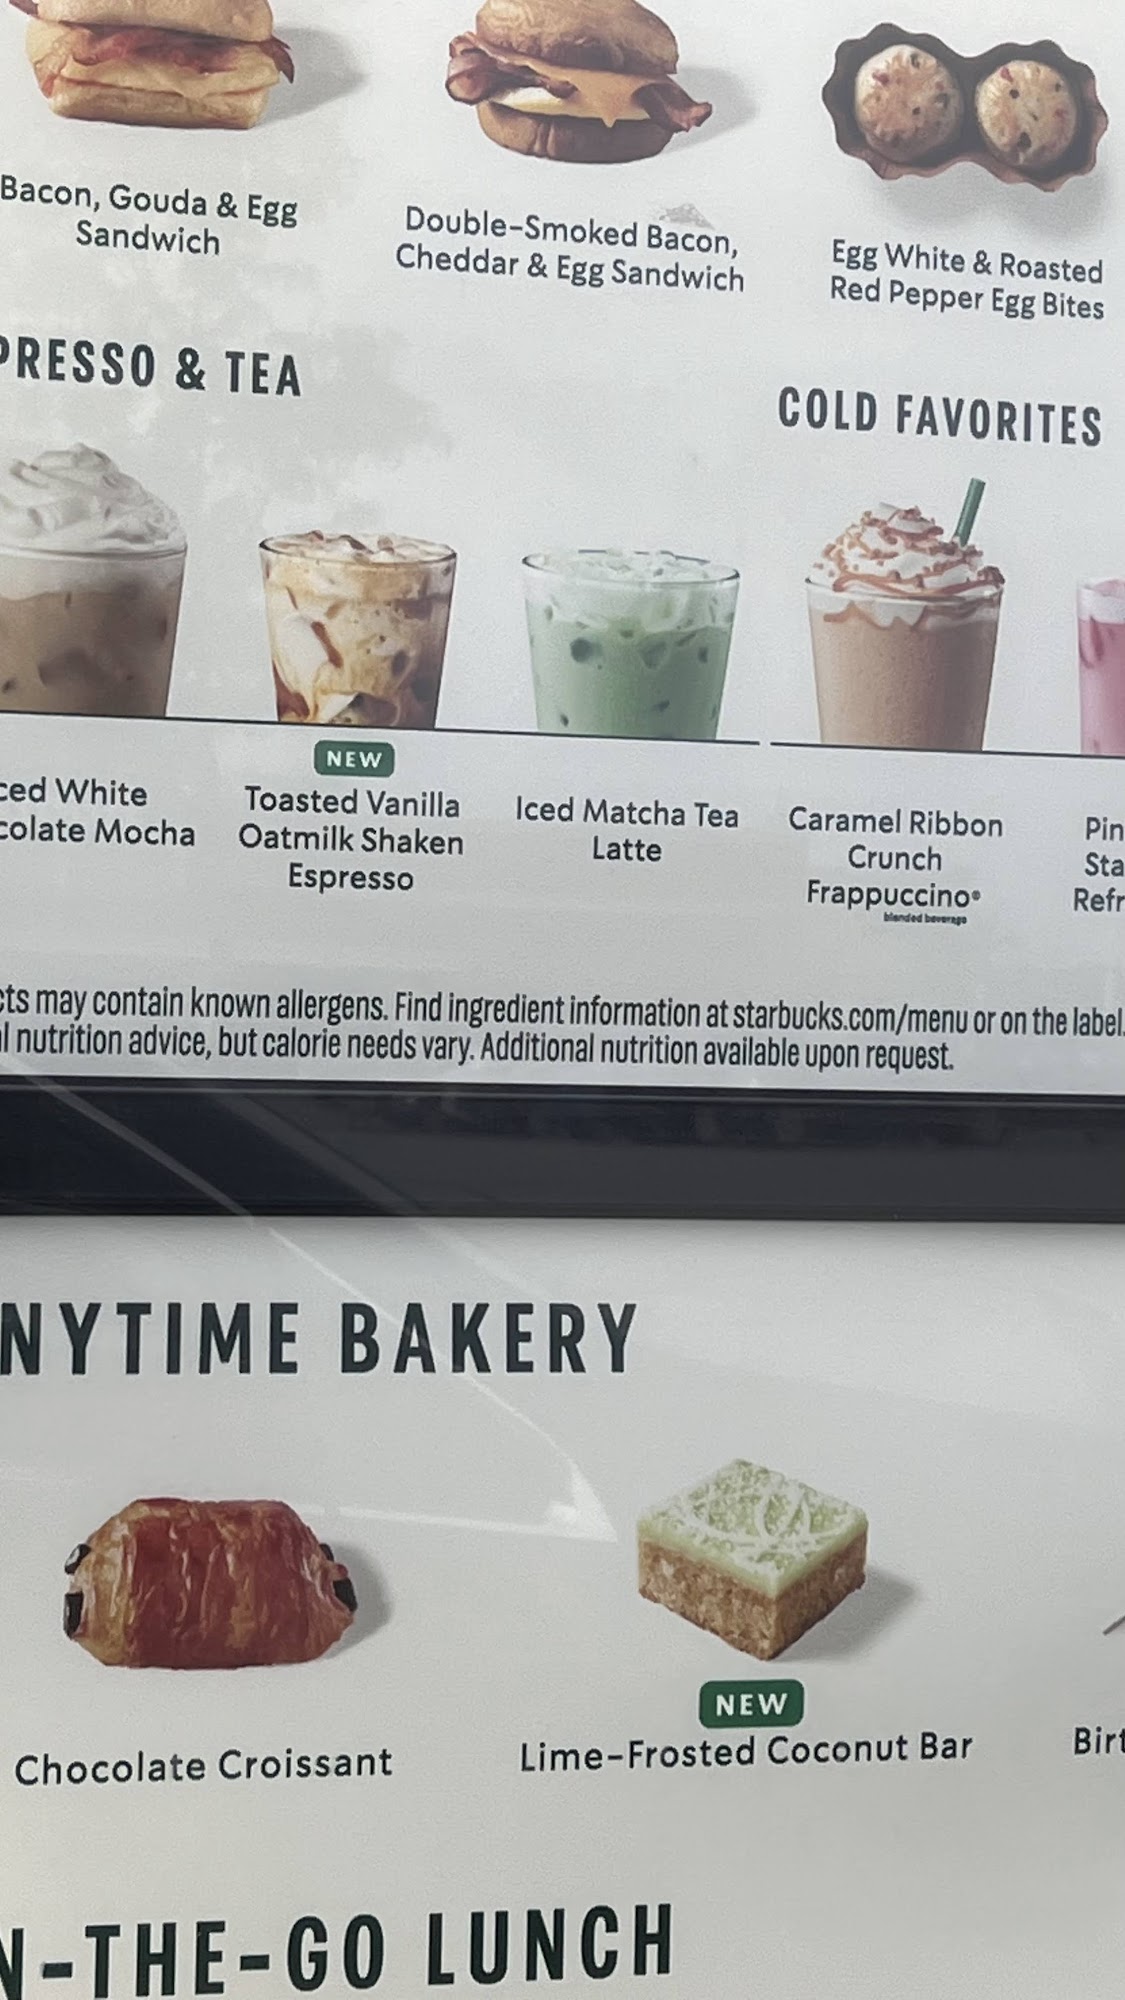 Bacon, Gouda & Egg
Sandwich
Double-Smoked Bacon,
Cheddar & Egg Sandwich
Egg White & Roasted
Red Pepper Egg Bites
PRESSO & TEA
COLD FAVORITES
ced White
colate Mocha
NEW
Toasted Vanilla
Oatmilk Shaken
Espresso
Iced Matcha Tea
Latte
Caramel Ribbon
Crunch
Frappuccino®
blended beverage
Pin
Sta
Refr
cts may contain known allergens. Find ingredient information at starbucks.com/menu or on the label.
l nutrition advice, but calorie needs vary. Additional nutrition available upon request.
NYTIME BAKERY
Chocolate Croissant
NEW
Lime-Frosted Coconut Bar
Birt
N-THE-GO LUNCH